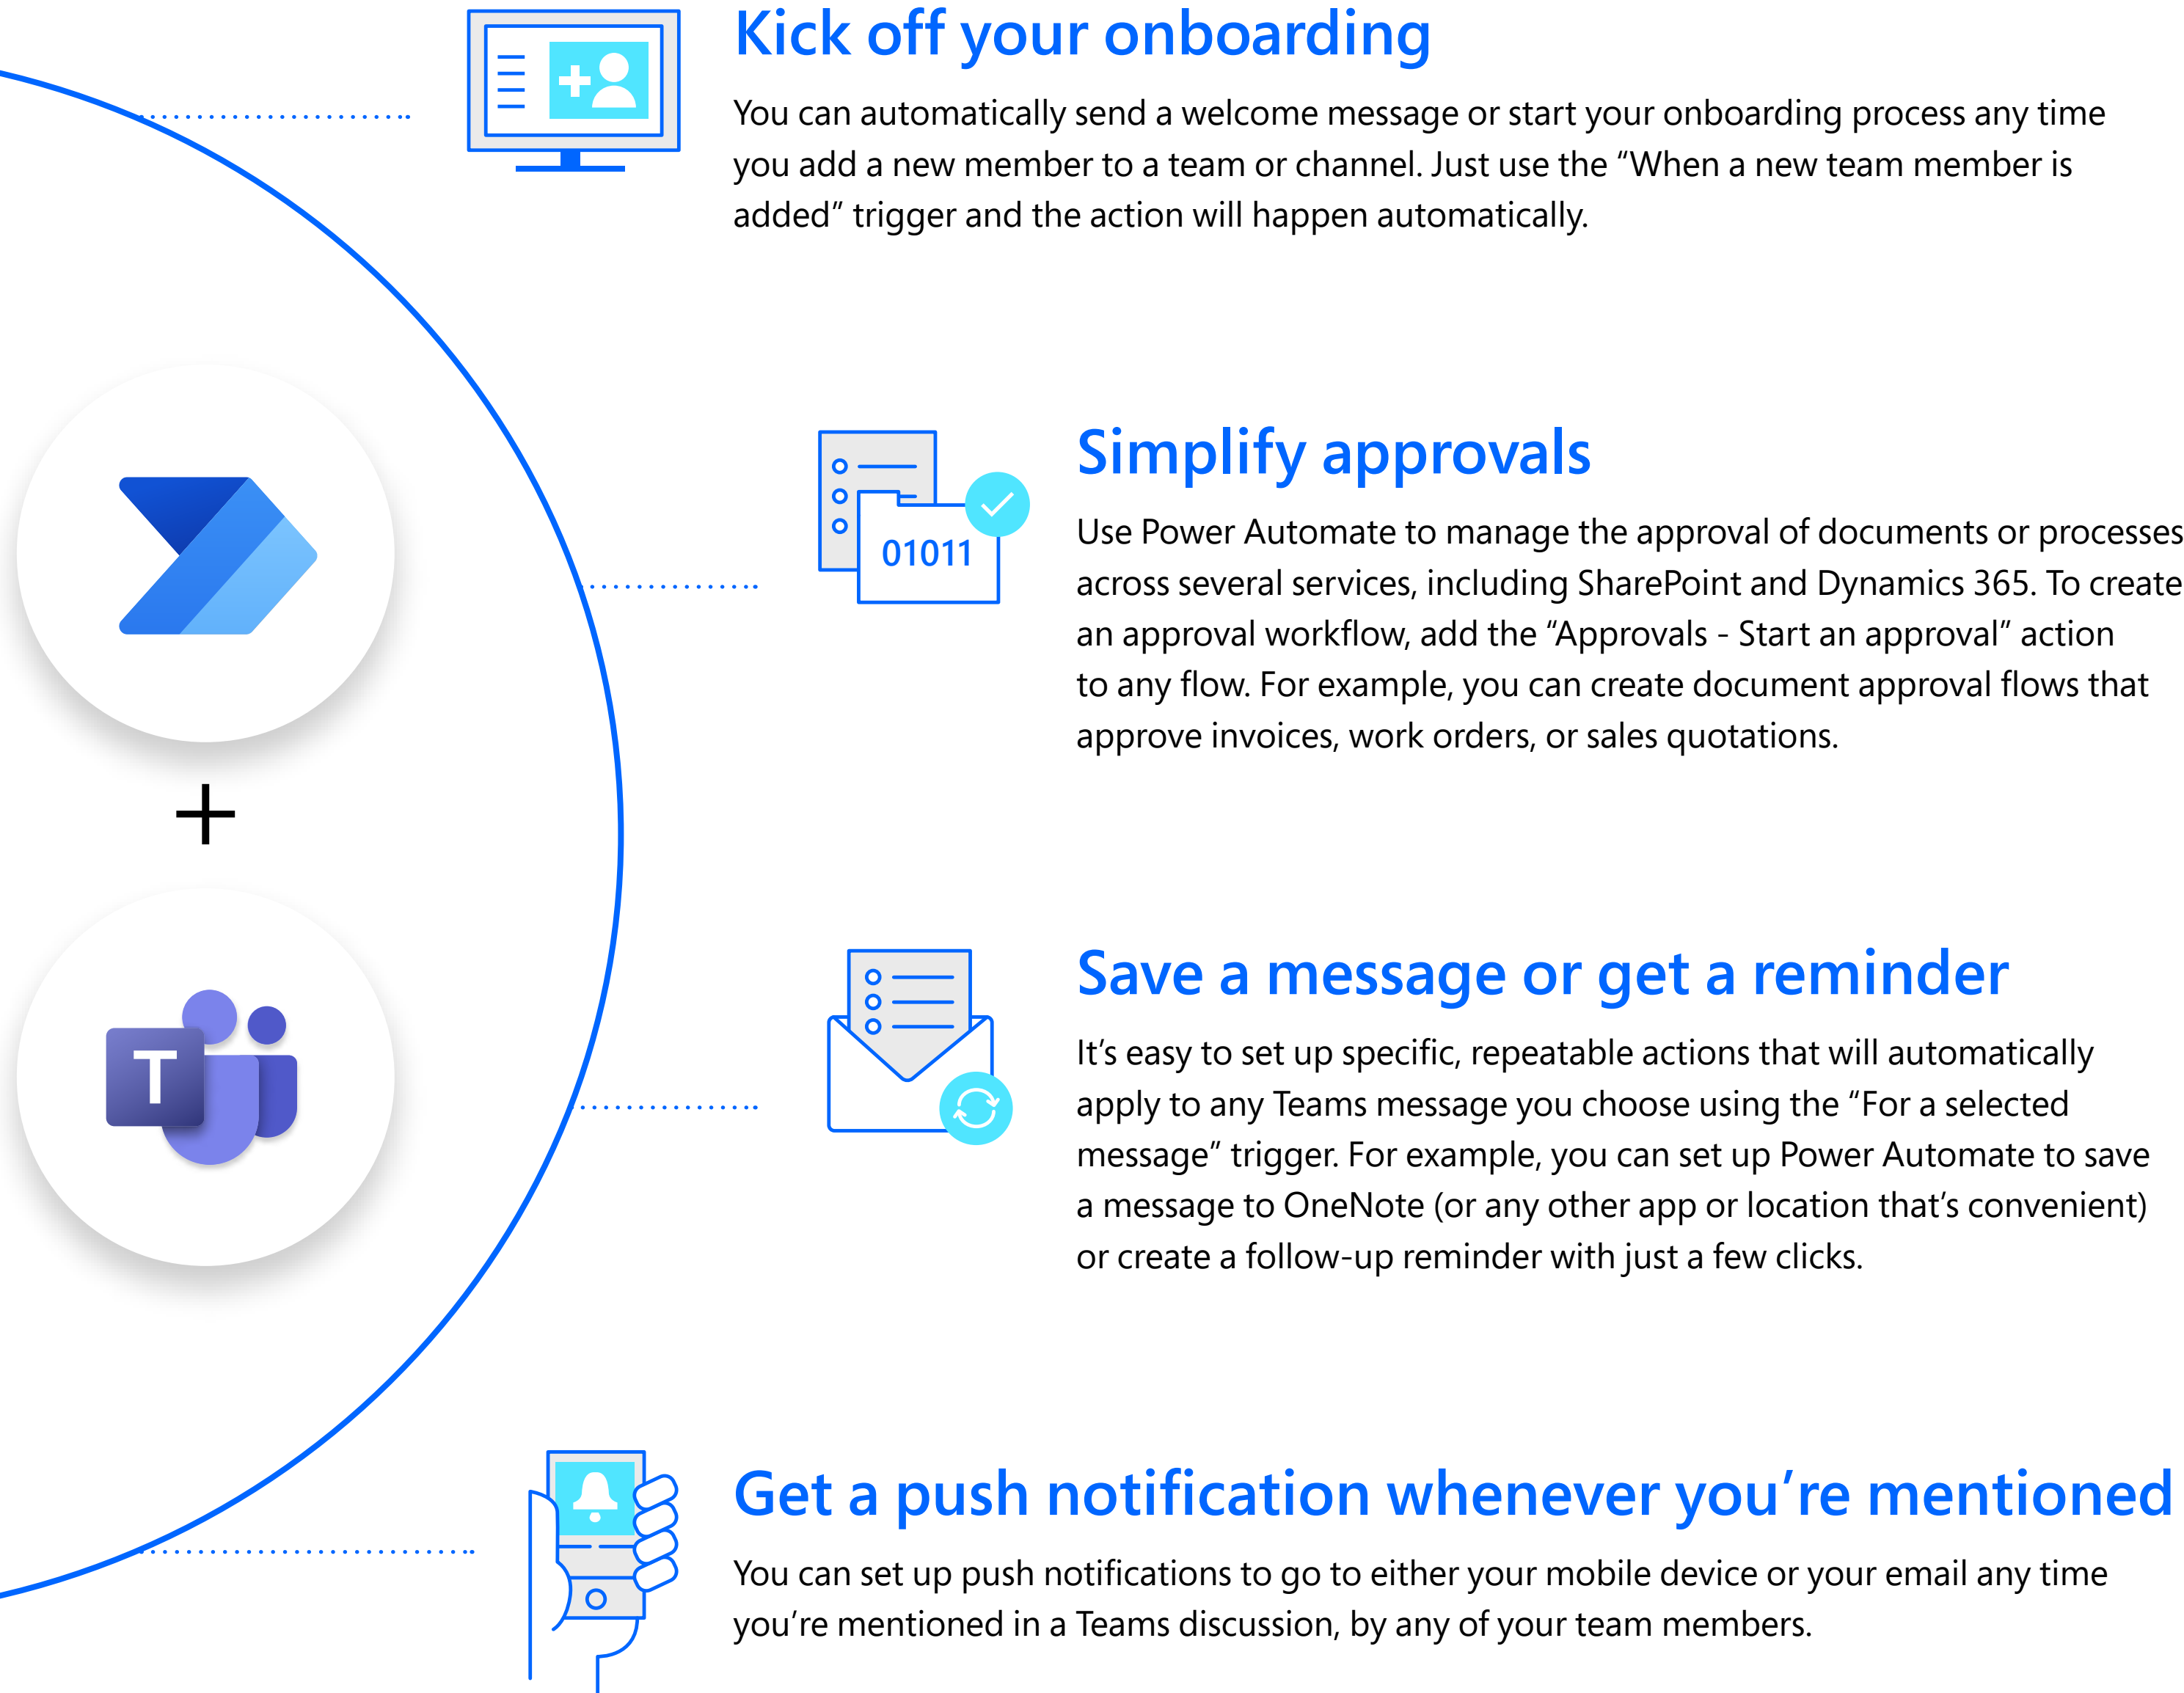 Kick off your onboarding
You can automatically send a welcome message or start your onboarding process any time
you add a new member to a team or channel. Just use the “When a new team member is
added” trigger and the action will happen automatically.
Simplify approvals
01011
Use Power Automate to manage the approval of documents or processes
across several services, including SharePoint and Dynamics 365. To create
an approval workflow, add the “Approvals - Start an approval” action
to any flow. For example, you can create document approval flows that
approve invoices, work orders, or sales quotations.
+
T
Save a message or get a reminder
It’s easy to set up specific, repeatable actions that will automatically
apply to any Teams message you choose using the “For a selected
message” trigger. For example, you can set up Power Automate to save
a message to OneNote (or any other app or location that’s convenient)
or create a follow-up reminder with just a few clicks.
Get a push notification whenever you’re mentioned
You can set up push notifications to go to either your mobile device or your email any time
you’re mentioned in a Teams discussion, by any of your team members.